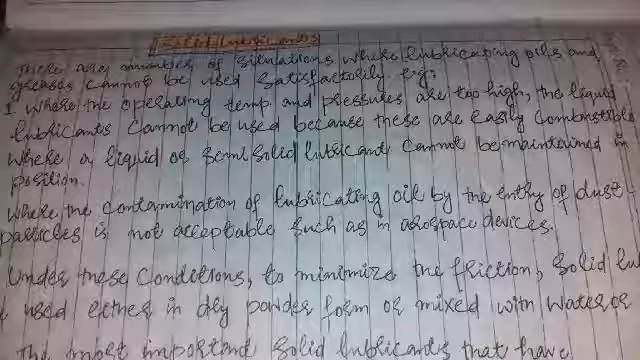 Solid Lubricants
There are situations where lubricating oils and
greases cannot be used satisfactorily e.g;
1 Where the operating temp. and pressures are too high, the liquid
lubricants cannot be used because these are easily combustible
Where a liquid or semisolid lubricant cannot be maintained in
position.
Where the contamination of lubricating oil by the entry of dust
particles is not acceptable such as in aerospace devices.
Under these conditions, to minimize the friction, solid lu
used either in dry powder form or mixed with water or
The most important solid lubricants that have